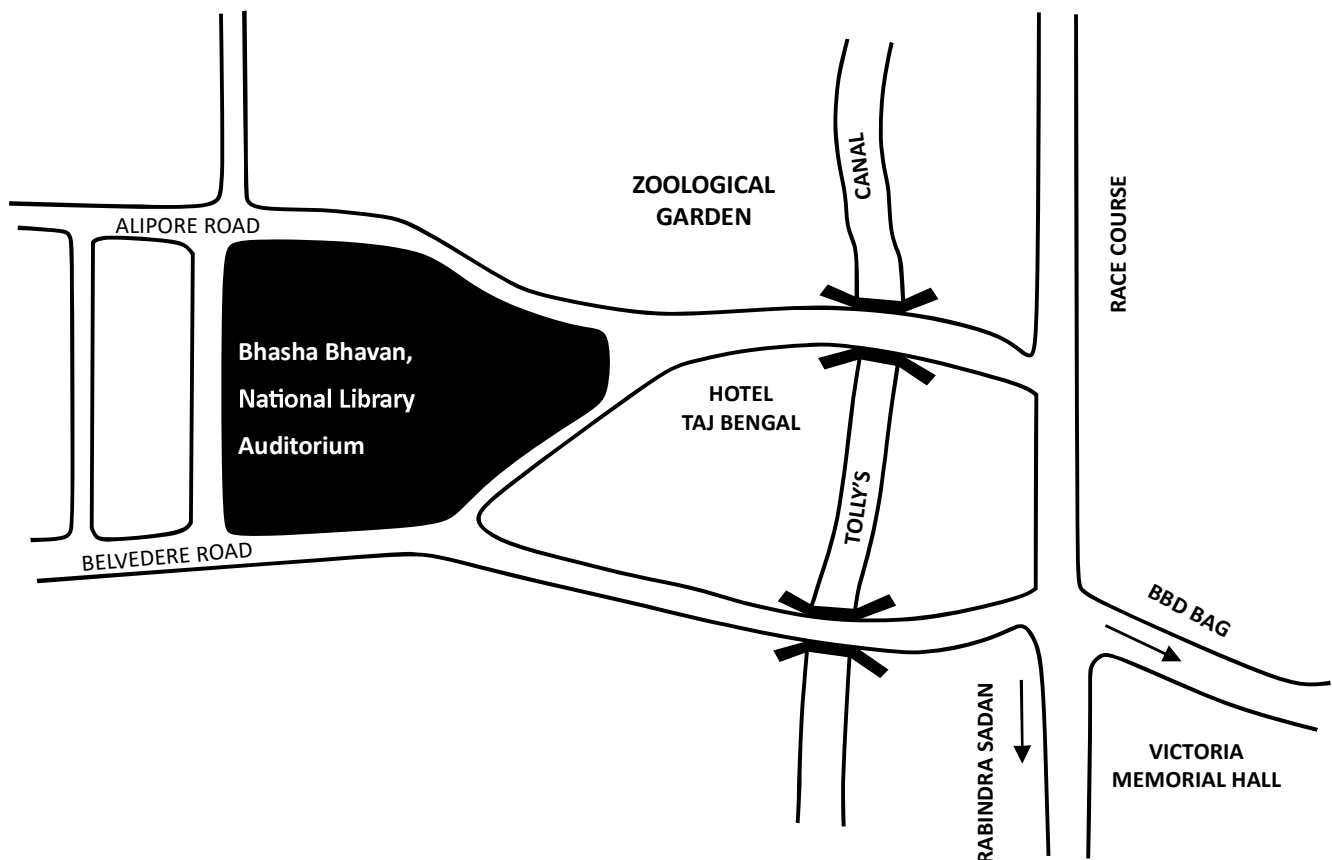 CANAL
ZOOLOGICAL
GARDEN
RACE COURSE
ALIPORE ROAD
Bhasha Bhavan,
National Library
Auditorium
HOTEL
TAJ BENGAL
TOLLY’S
BELVEDERE ROAD
BBD BAG
RABINDRA SADAN
VICTORIA
MEMORIAL HALL